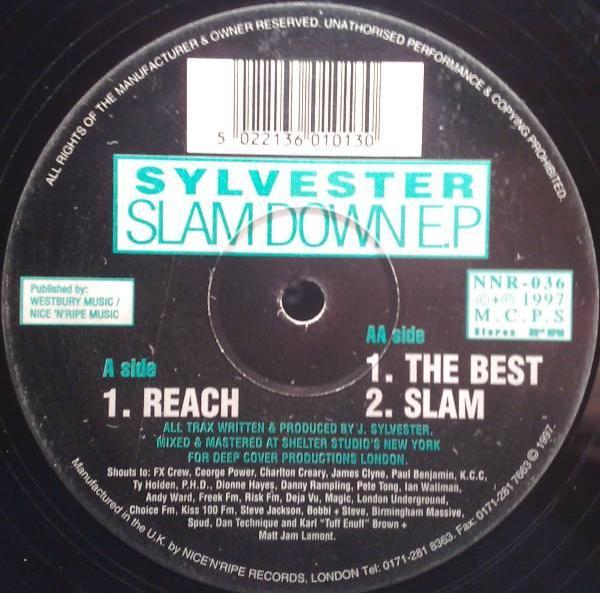 ALL RIGHTS OF THE MANUFACTURER & OWNER RESERVED. UNATHORISED PERFORMANCE & COPYING PROHIBITED.
5 022136 010130
SYLVESTER
SLAM DOWN E.P
Published by:
WESTBURY MUSIC /
NICE 'N'RIPE MUSIC
NNR-036
©+℗ 1997
M.C.P.S
Stereo 33⅓ RPM
A side
1. REACH
AA side
1. THE BEST
2. SLAM
ALL TRAX WRITTEN & PRODUCED BY J. SYLVESTER.
MIXED & MASTERED AT SHELTER STUDIO'S NEW YORK
FOR DEEP COVER PRODUCTIONS LONDON.
Shouts to: FX Crew, George Power, Charlton Creary, James Clyne, Paul Benjamin, K.C.C,
Ty Holden, P.H.D., Dionne Hayes, Danny Rampling, Pete Tong, Ian Wallman,
Andy Ward, Freek Fm, Risk Fm, Deja Vu, Magic, London Underground,
Choice Fm, Kiss 100 Fm, Steve Jackson, Bobbi + Steve, Birmingham Massive,
Spud, Dan Technique and Karl "Tuff Enuff" Brown +
Matt Jam Lamont.
Manufactured in the U.K. by NICE'N'RIPE RECORDS, LONDON Tel: 0171-281 8363. Fax: 0171-281 7663 © 1997